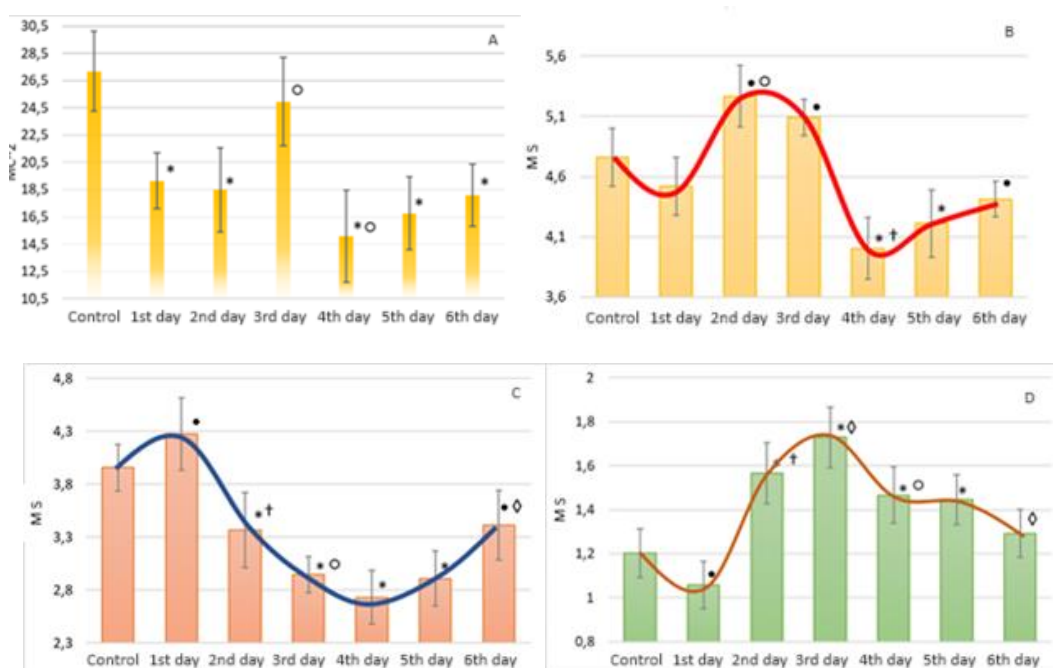 A
30,5
28,5
26,5
24,5
22,5
20,5
18,5
16,5
14,5
12,5
10,5
* * ○ *○ * *
Control 1st day 2nd day 3rd day 4th day 5th day 6th day
B
5,6
5,1
4,6
4,1
3,6
MS
•○ • *† * •
Control 1st day 2nd day 3rd day 4th day 5th day 6th day
C
4,8
4,3
3,8
3,3
2,8
2,3
MS
• *† *○ * * •◊
Control 1st day 2nd day 3rd day 4th day 5th day 6th day
D
2
1,8
1,6
1,4
1,2
1
0,8
MS
• *† *◊ *○ * ◊
Control 1st day 2nd day 3rd day 4th day 5th day 6th day